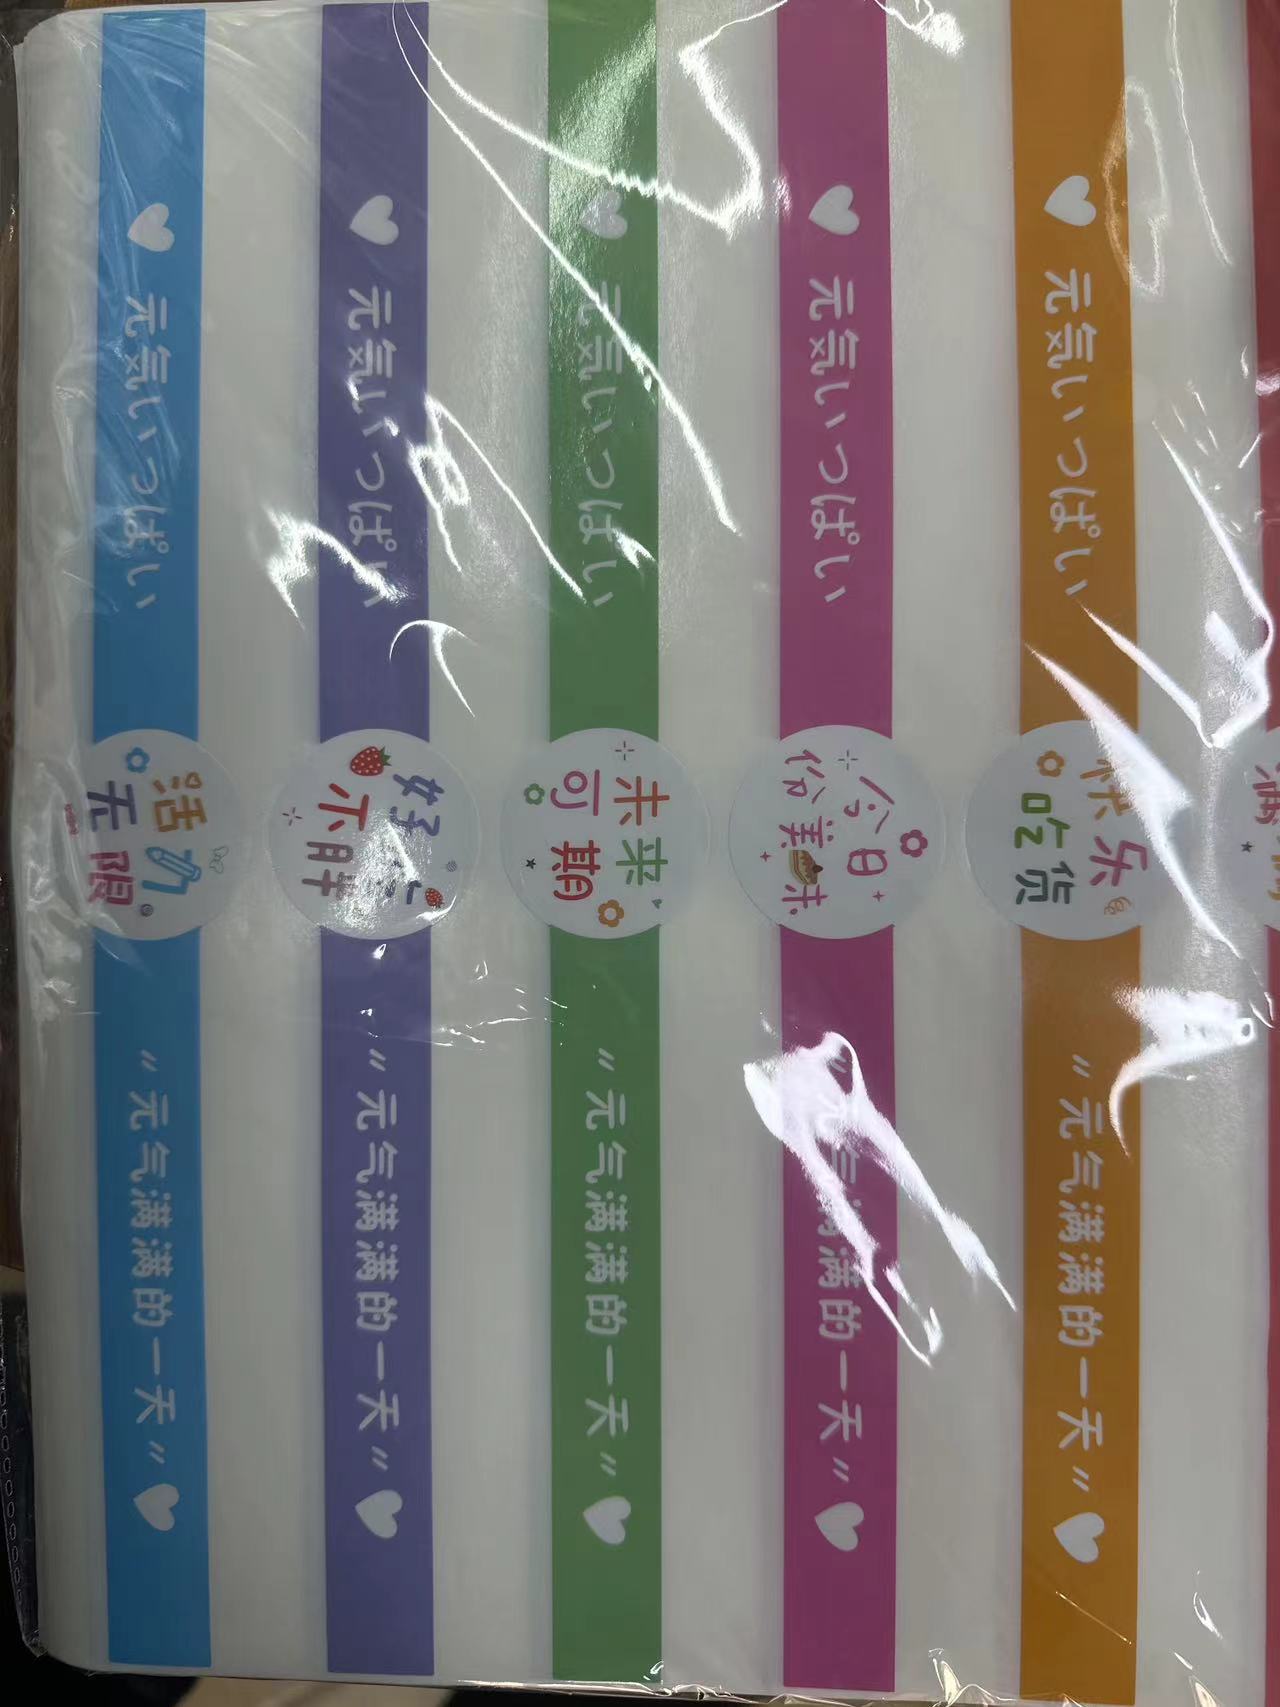 元気いっぱい
活力
无限
〃元气满满的一天〃
元気いっぱい
好
不胖
〃元气满满的一天〃
元気いっぱい
未来
可期
〃元气满满的一天〃
元気いっぱい
今日
份美味
〃元气满满的一天〃
元気いっぱい
快乐
吃货
〃元气满满的一天〃
满